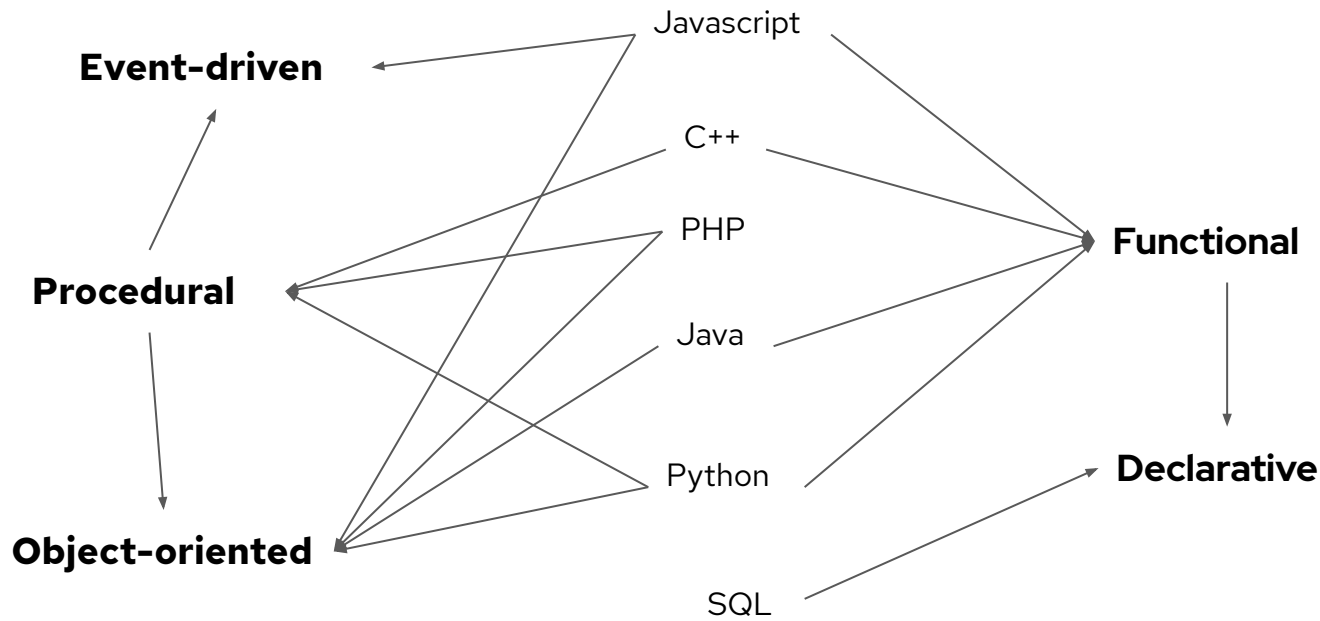 Javascript
Event-driven
C++
PHP
Functional
Procedural
Java
Declarative
Python
Object-oriented
SQL